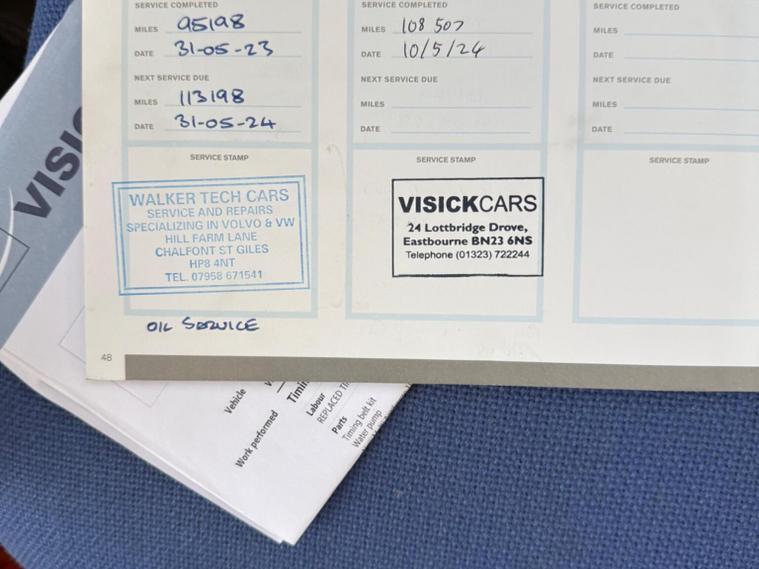 SERVICE COMPLETED
MILES 95198
DATE 31-05-23
NEXT SERVICE DUE
MILES 113198
DATE 31-05-24
SERVICE STAMP
WALKER TECH CARS
SERVICE AND REPAIRS
SPECIALIZING IN VOLVO & VW
HILL FARM LANE
CHALFONT ST GILES
HP8 4NT
TEL. 07958 671541
OIL SERVICE
48
SERVICE COMPLETED
MILES 108 507
DATE 10/5/24
NEXT SERVICE DUE
MILES
DATE
SERVICE STAMP
VISICKCARS
24 Lottbridge Drove,
Eastbourne BN23 6NS
Telephone (01323) 722244
SERVICE COMPLETED
MILES
DATE
NEXT SERVICE DUE
MILES
DATE
SERVICE STAMP
VISIC
Vehicle
Work performed
Timin
Labour
REPLACED TI
Parts
Timing belt kit
Water pump